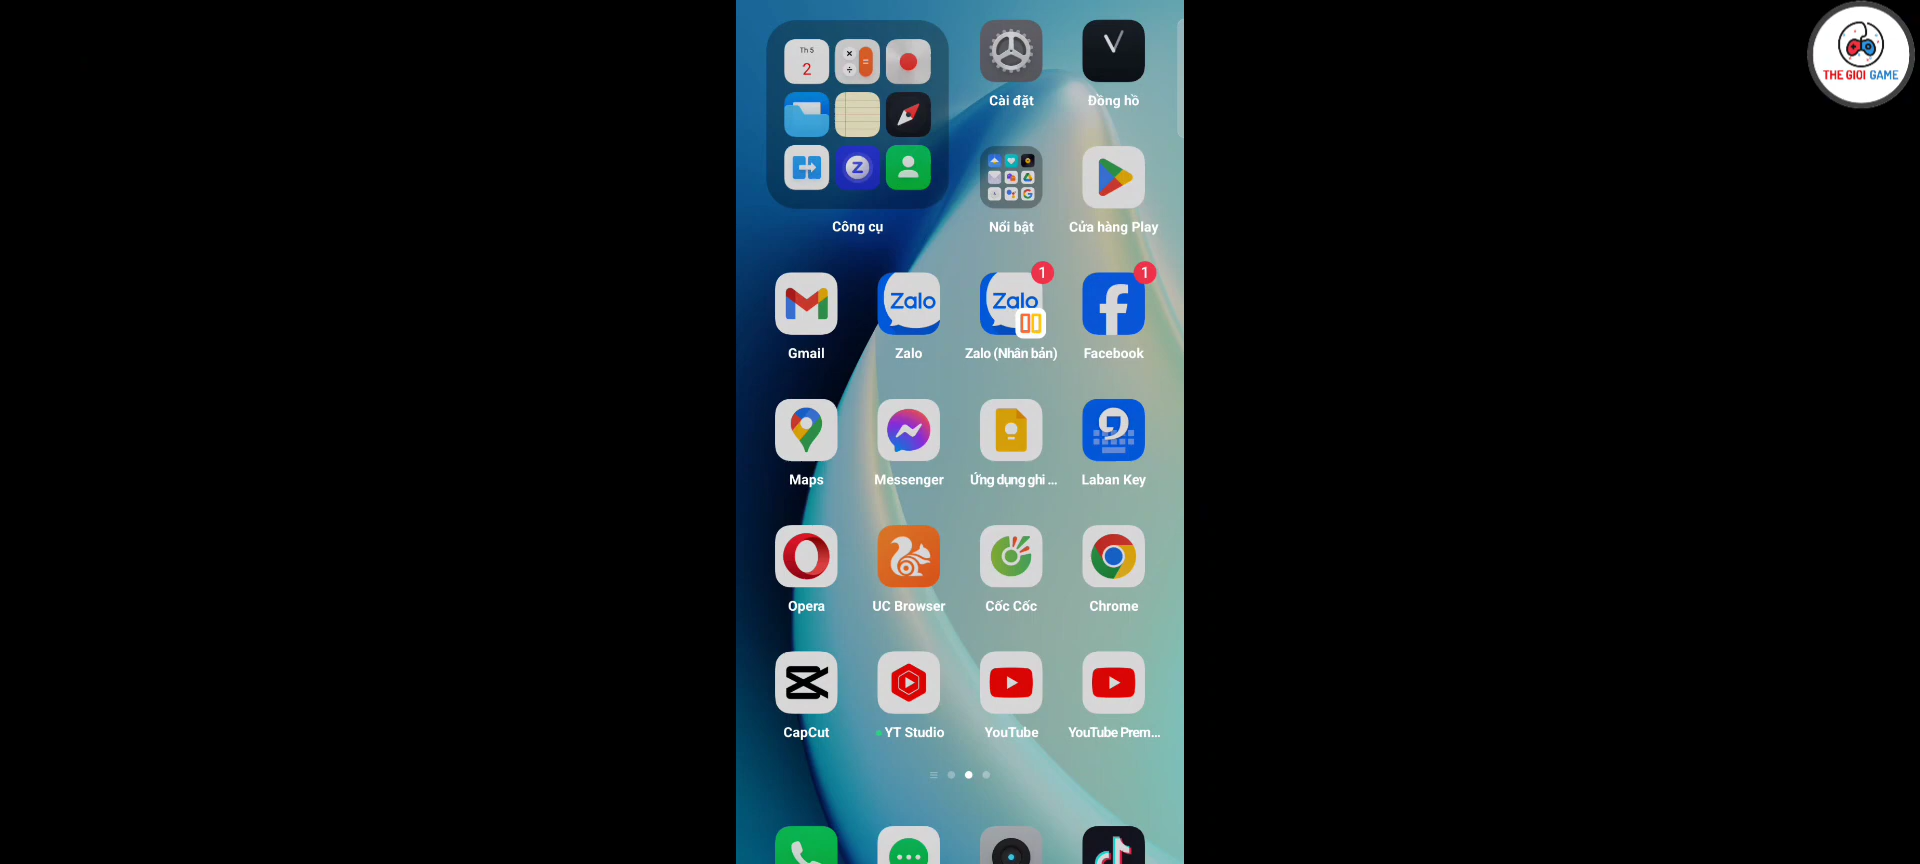 Th 5
2
Công cụ
Cài đặt
Đồng hồ
Nổi bật
Cửa hàng Play
Gmail
Zalo
Zalo
Zalo
1
Zalo (Nhân bản)
1
Facebook
Maps
Messenger
Ứng dụng ghi ...
Laban Key
Opera
UC Browser
Cốc Cốc
Chrome
CapCut
YT Studio
YouTube
YouTube Prem...
THE GIOI GAME